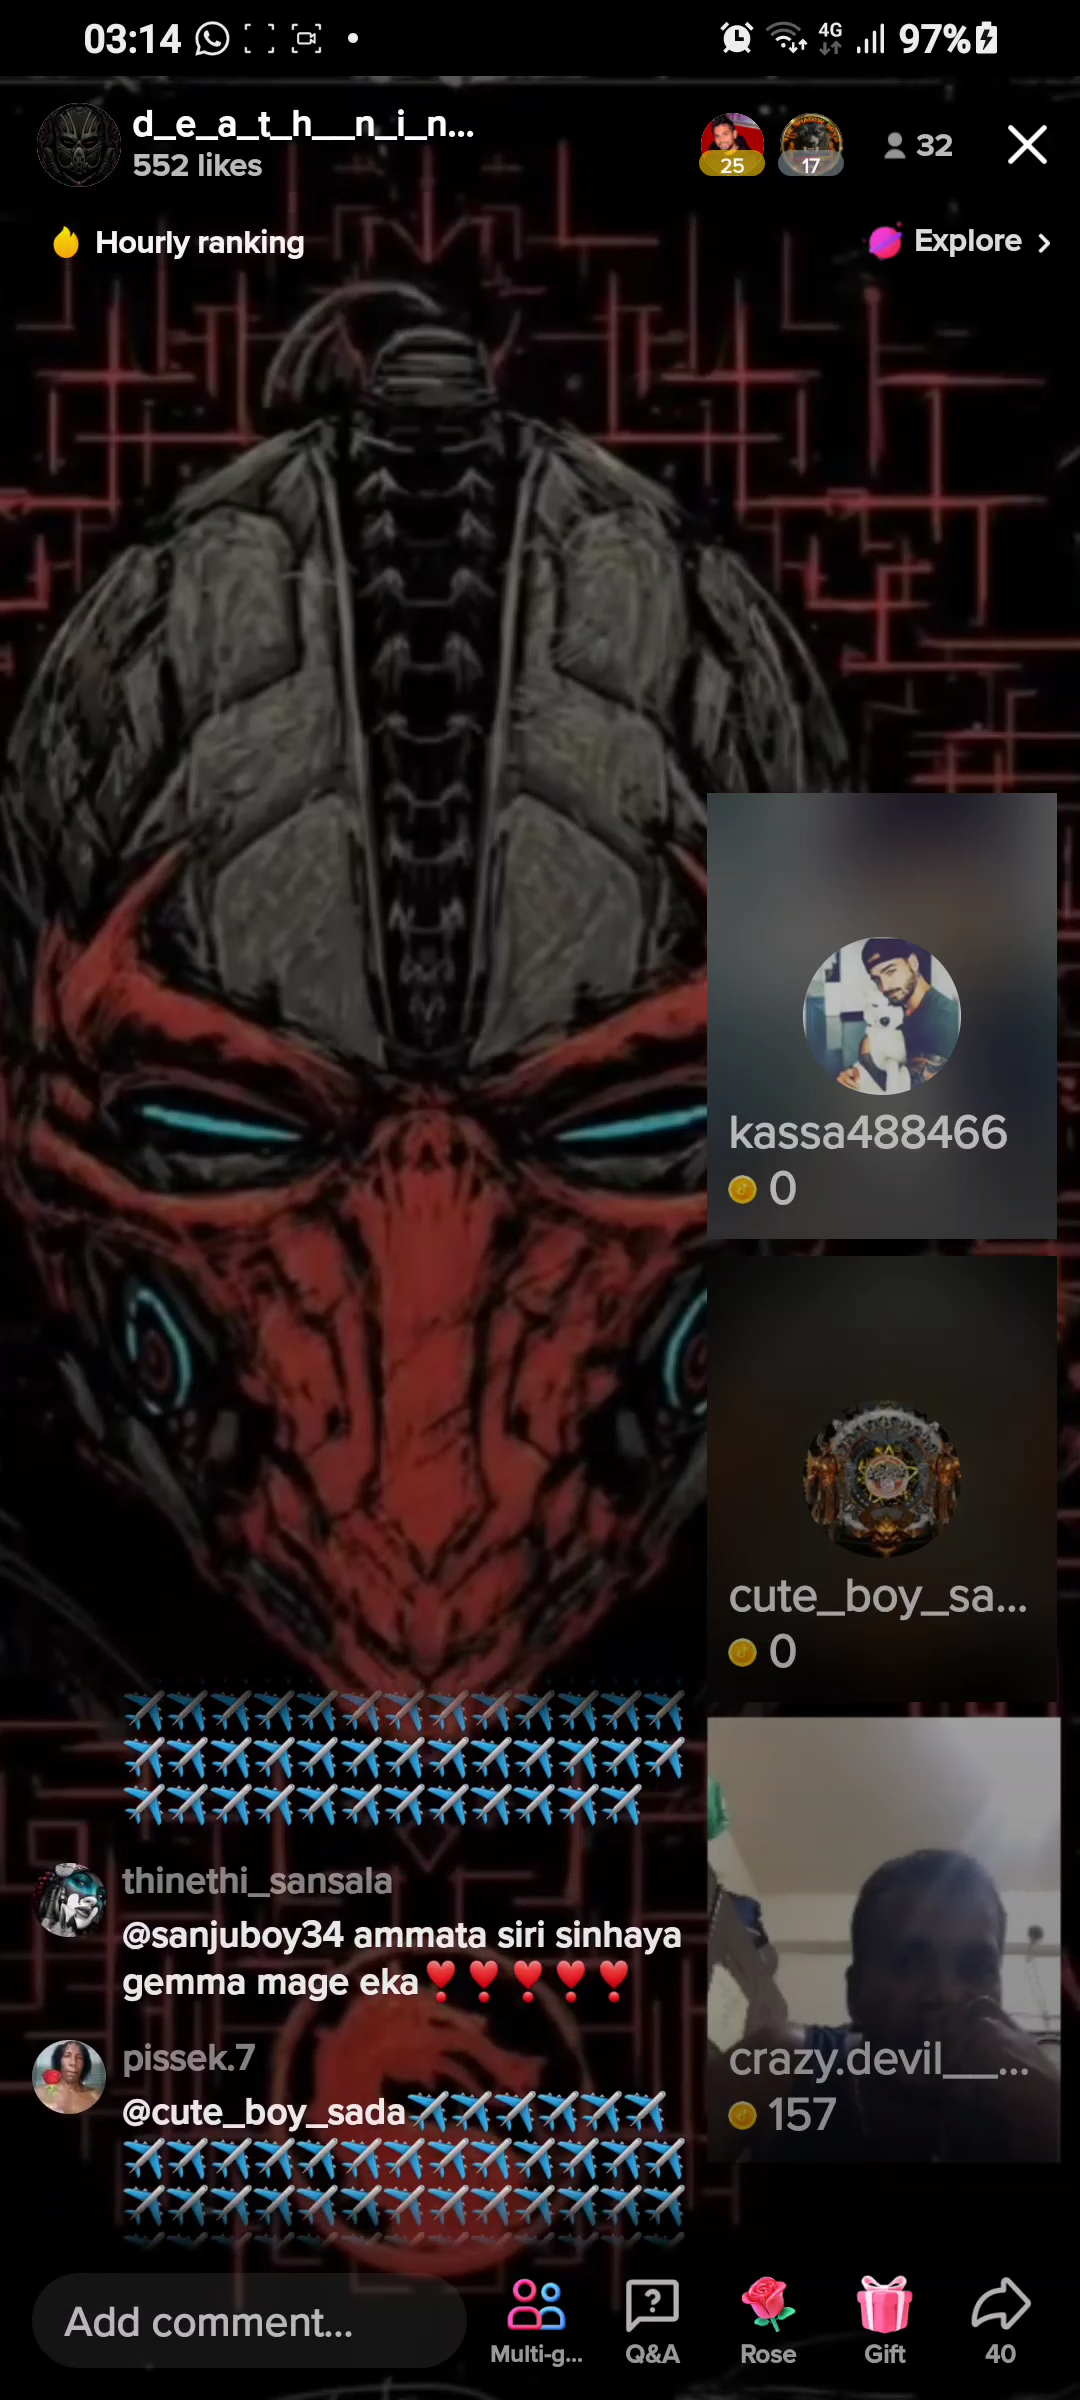 03:14
4G
97%
d_e_a_t_h__n_i_n...
552 likes
25
17
32
Hourly ranking
Explore
kassa488466
0
cute_boy_sa...
0
thinethi_sansala
@sanjuboy34 ammata siri sinhaya
gemma mage eka❣️❣️❣️❣️❣️
crazy.devil__...
157
pissek.7
@cute_boy_sada✈️✈️✈️✈️✈️✈️
Add comment...
Multi-g...
Q&A
Rose
Gift
40